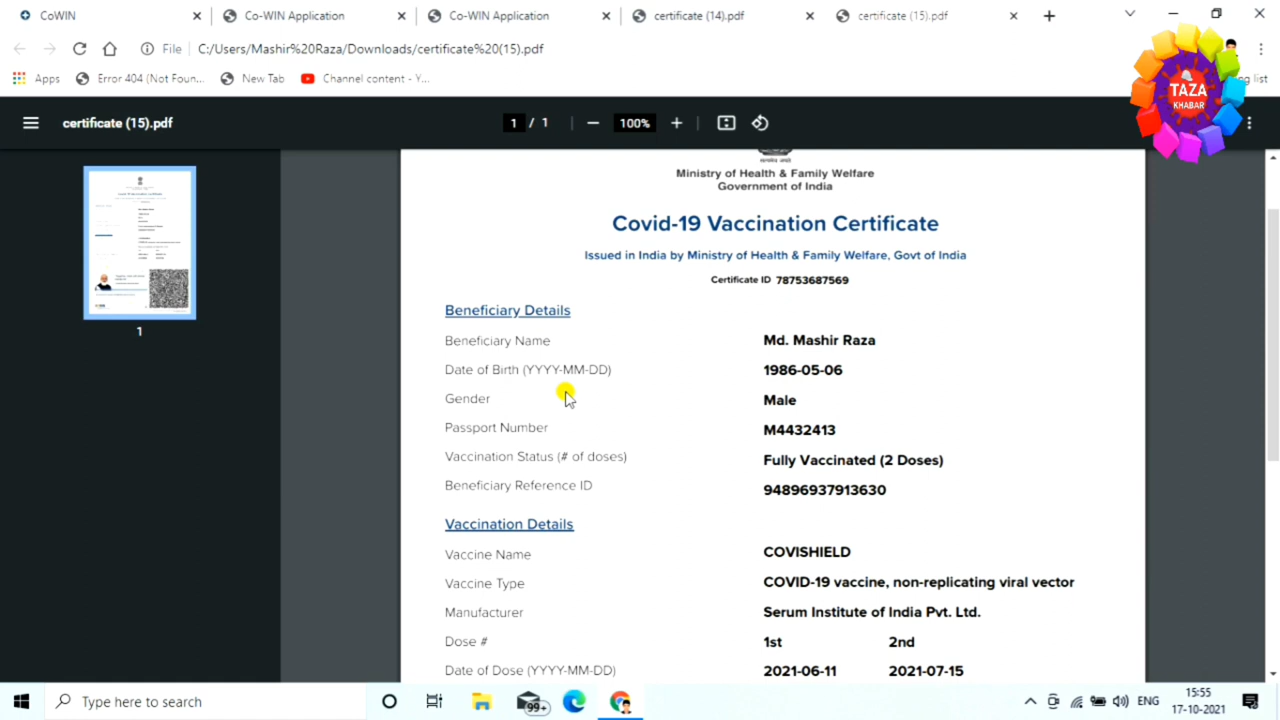 CoWIN
Co-WIN Application
Co-WIN Application
certificate (14).pdf
certificate (15).pdf
File
C:/Users/Mashir%20Raza/Downloads/certificate%20(15).pdf
Apps
Error 404 (Not Foun...
New Tab
Channel content - Y...
ng list
TAZA
KHABAR
certificate (15).pdf
1 / 1
100%
Ministry of Health & Family Welfare
Government of India
Covid-19 Vaccination Certificate
Issued in India by Ministry of Health & Family Welfare, Govt of India
Certificate ID 78753687569
Beneficiary Details
Beneficiary Name Md. Mashir Raza
Date of Birth (YYYY-MM-DD) 1986-05-06
Gender Male
Passport Number M4432413
Vaccination Status (# of doses) Fully Vaccinated (2 Doses)
Beneficiary Reference ID 94896937913630
Vaccination Details
Vaccine Name COVISHIELD
Vaccine Type COVID-19 vaccine, non-replicating viral vector
Manufacturer Serum Institute of India Pvt. Ltd.
Dose # 1st 2nd
Date of Dose (YYYY-MM-DD) 2021-06-11 2021-07-15
1
Type here to search
99+
ENG
15:55
17-10-2021